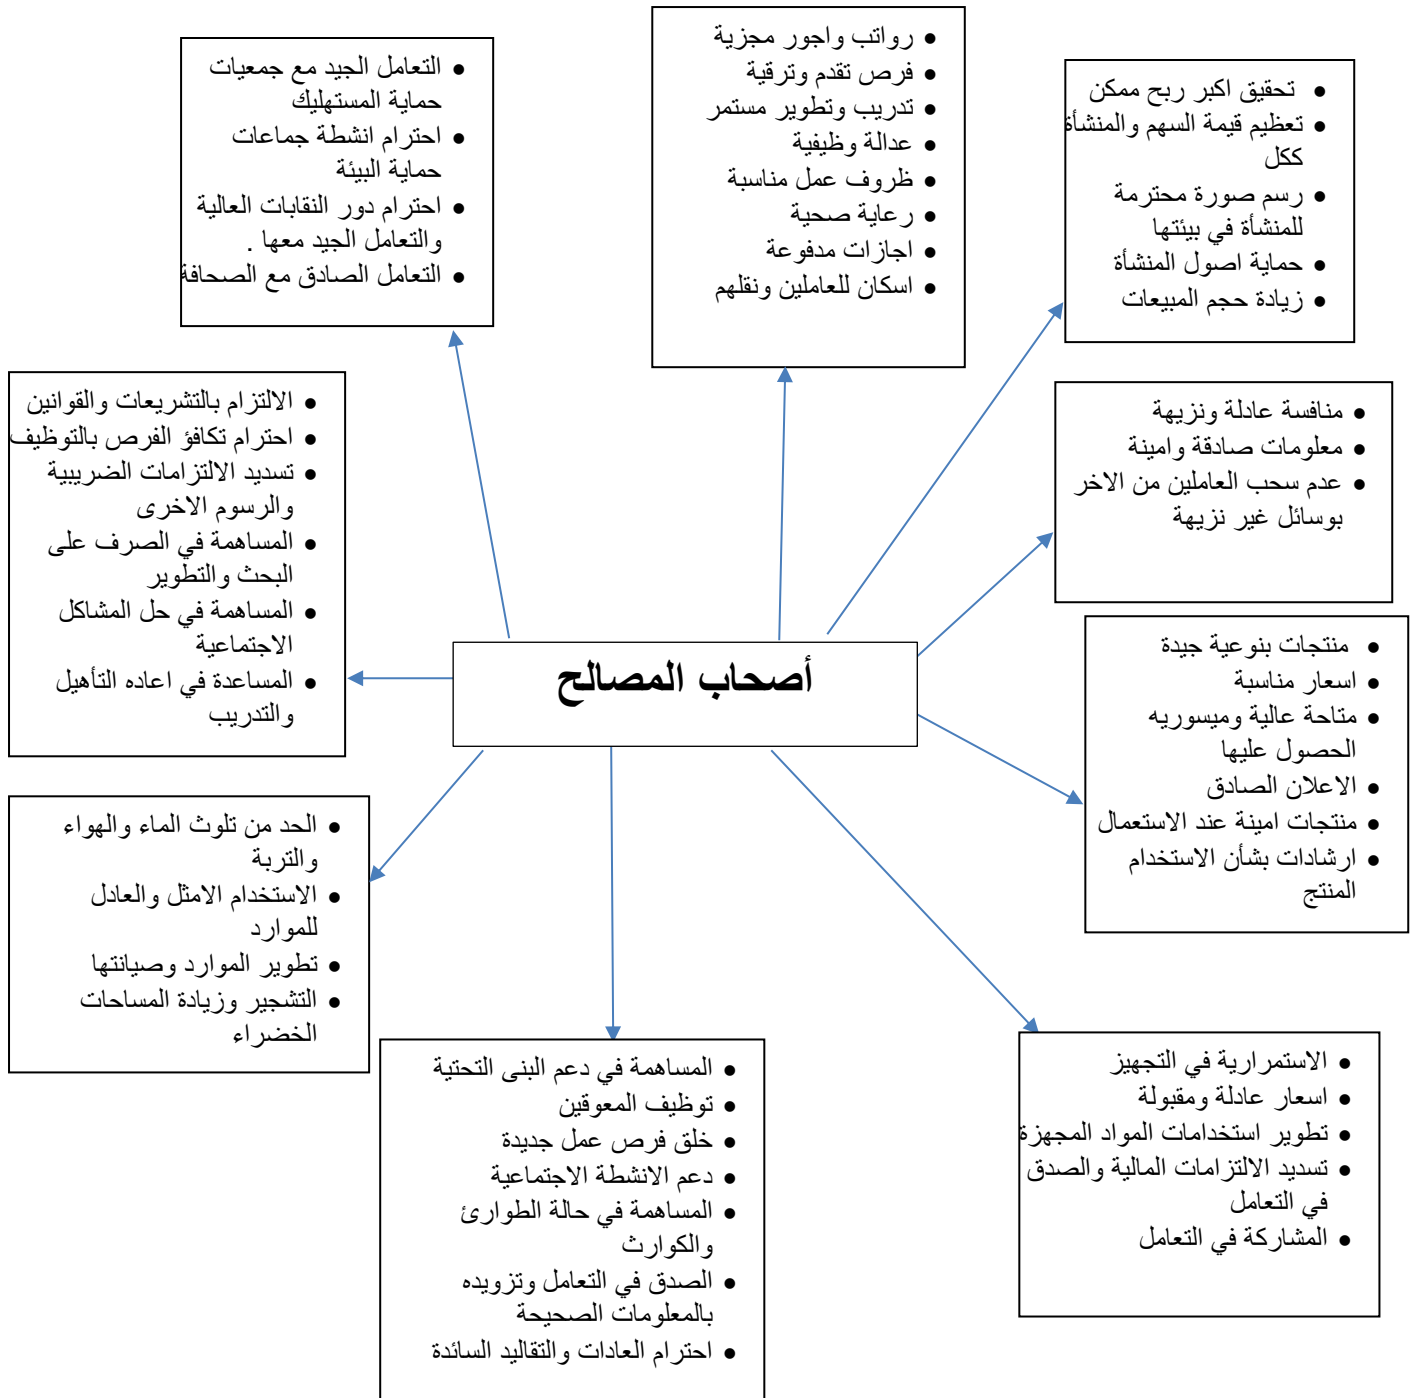 • رواتب واجور مجزية
• فرص تقدم وترقية
• تدريب وتطوير مستمر
• عدالة وظيفية
• ظروف عمل مناسبة
• رعاية صحية
• اجازات مدفوعة
• اسكان للعاملين ونقلهم
• تحقيق اكبر ربح ممكن
• تعظيم قيمة السهم والمنشأة
ككل
• رسم صورة محترمة
للمنشأة في بيئتها
• حماية اصول المنشأة
• زيادة حجم المبيعات
• منافسة عادلة ونزيهة
• معلومات صادقة وامينة
• عدم سحب العاملين من الاخر
بوسائل غير نزيهة
• منتجات بنوعية جيدة
• اسعار مناسبة
• متاحة عالية وميسوريه
الحصول عليها
• الاعلان الصادق
• منتجات امينة عند الاستعمال
• ارشادات بشأن الاستخدام
المنتج
• الاستمرارية في التجهيز
• اسعار عادلة ومقبولة
• تطوير استخدامات المواد المجهزة
• تسديد الالتزامات المالية والصدق
في التعامل
• المشاركة في التعامل
• التعامل الجيد مع جمعيات
حماية المستهليك
• احترام انشطة جماعات
حماية البيئة
• احترام دور النقابات العالية
والتعامل الجيد معها .
• التعامل الصادق مع الصحافة
• الالتزام بالتشريعات والقوانين
• احترام تكافؤ الفرص بالتوظيف
• تسديد الالتزامات الضريبية
والرسوم الاخرى
• المساهمة في الصرف على
البحث والتطوير
• المساهمة في حل المشاكل
الاجتماعية
• المساعدة في اعاده التأهيل
والتدريب
أصحاب المصالح
• الحد من تلوث الماء والهواء
والتربة
• الاستخدام الامثل والعادل
للموارد
• تطوير الموارد وصيانتها
• التشجير وزيادة المساحات
الخضراء
• المساهمة في دعم البنى التحتية
• توظيف المعوقين
• خلق فرص عمل جديدة
• دعم الانشطة الاجتماعية
• المساهمة في حالة الطوارئ
والكوارث
• الصدق في التعامل وتزويده
بالمعلومات الصحيحة
• احترام العادات والتقاليد السائدة